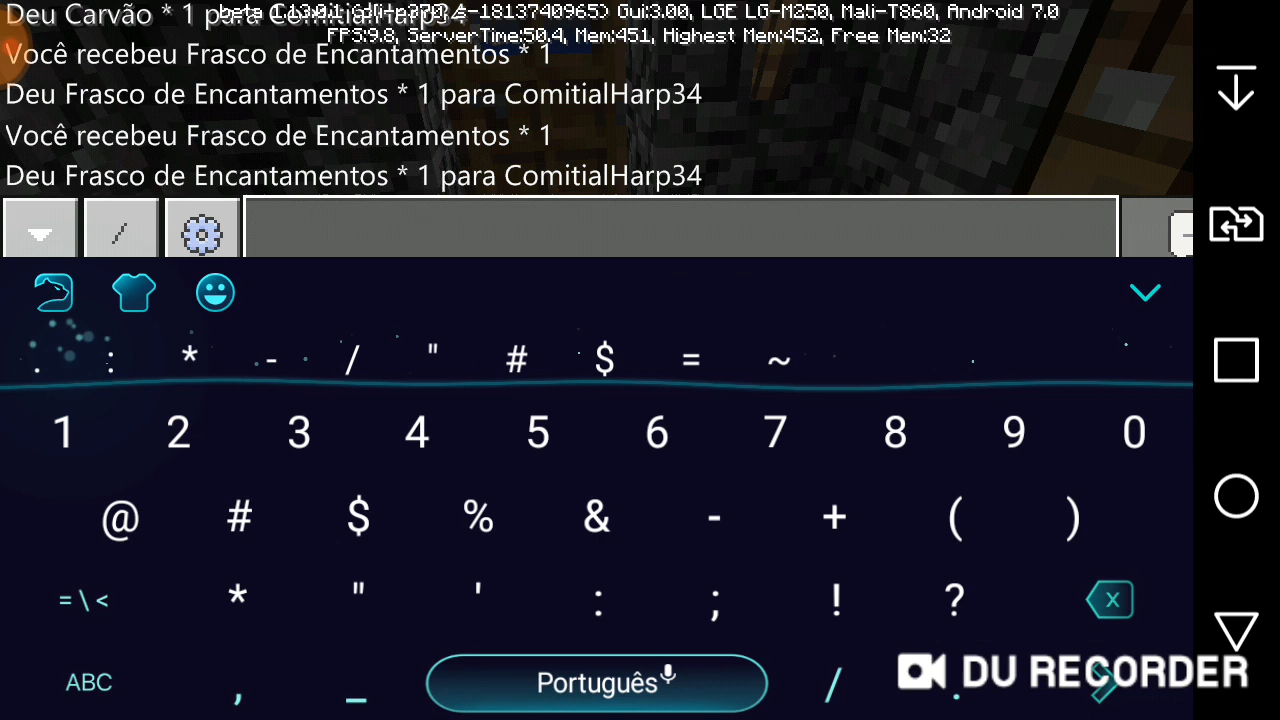 Deu Carvão * 1 para ComitialHarp34
FPS:9.8, ServerTime:50.4, Mem:451, Highest Mem:452, Free Mem:32
Você recebeu Frasco de Encantamentos * 1
Deu Frasco de Encantamentos * 1 para ComitialHarp34
Você recebeu Frasco de Encantamentos * 1
Deu Frasco de Encantamentos * 1 para ComitialHarp34
/
. : * - / " # $ = ~
1 2 3 4 5 6 7 8 9 0
@ # $ % & - + ( )
=\< * " ' : ; ! ?
ABC , _ Português / .
DU RECORDER